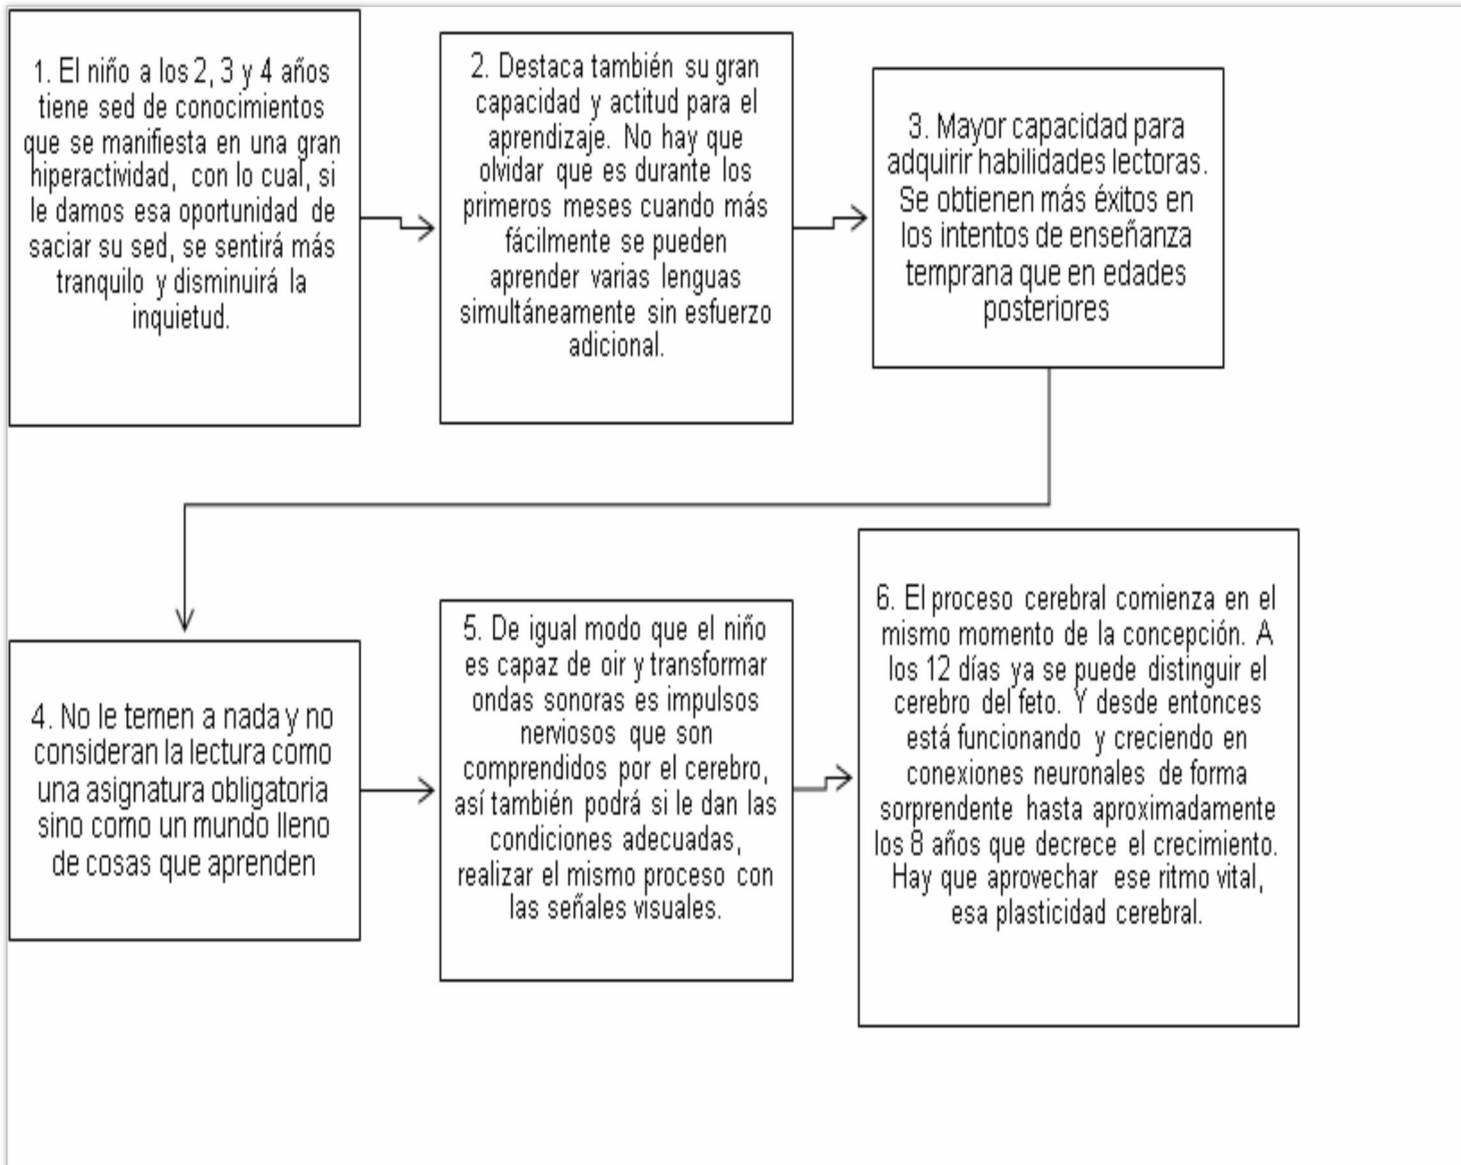 1. El niño a los 2, 3 y 4 años
tiene sed de conocimientos
que se manifiesta en una gran
hiperactividad, con lo cual, si
le damos esa oportunidad de
saciar su sed, se sentirá más
tranquilo y disminuirá la
inquietud.
2. Destaca también su gran
capacidad y actitud para el
aprendizaje. No hay que
olvidar que es durante los
primeros meses cuando más
fácilmente se pueden
aprender varias lenguas
simultáneamente sin esfuerzo
adicional.
3. Mayor capacidad para
adquirir habilidades lectoras.
Se obtienen más éxitos en
los intentos de enseñanza
temprana que en edades
posteriores
4. No le temen a nada y no
consideran la lectura como
una asignatura obligatoria
sino como un mundo lleno
de cosas que aprenden
5. De igual modo que el niño
es capaz de oir y transformar
ondas sonoras es impulsos
nerviosos que son
comprendidos por el cerebro,
así también podrá si le dan las
condiciones adecuadas,
realizar el mismo proceso con
las señales visuales.
6. El proceso cerebral comienza en el
mismo momento de la concepción. A
los 12 días ya se puede distinguir el
cerebro del feto. Y desde entonces
está funcionando y creciendo en
conexiones neuronales de forma
sorprendente hasta aproximadamente
los 8 años que decrece el crecimiento.
Hay que aprovechar ese ritmo vital,
esa plasticidad cerebral.